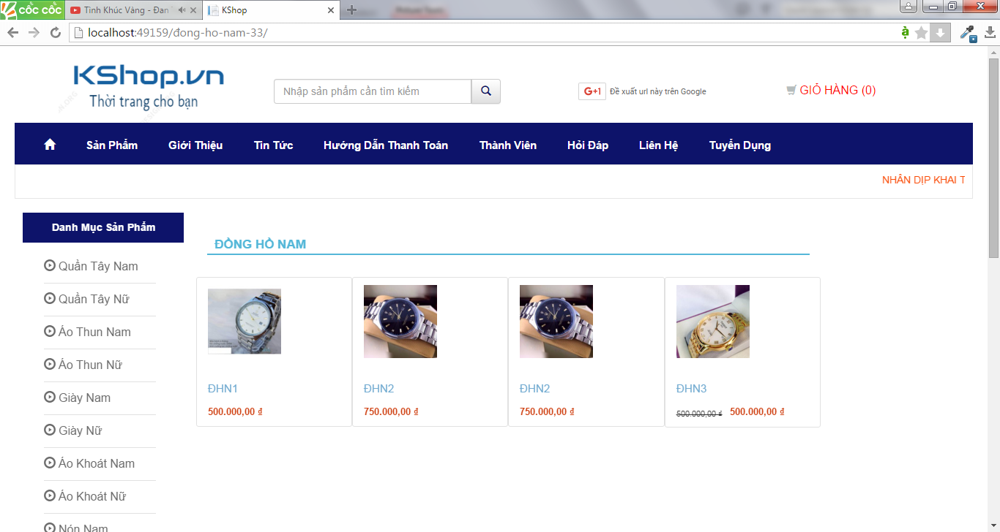 cốc cốc
Tình Khúc Vàng - Đan
KShop
localhost:49159/đong-ho-nam-33/
KShop.vn
Thời trang cho bạn
Nhập sản phẩm cần tìm kiếm
G+1 Đề xuất url này trên Google
GIỎ HÀNG (0)
Sản Phẩm Giới Thiệu Tin Tức Hướng Dẫn Thanh Toán Thành Viên Hỏi Đáp Liên Hệ Tuyển Dụng
NHÂN DỊP KHAI T
Danh Mục Sản Phẩm
Quần Tây Nam
Quần Tây Nữ
Áo Thun Nam
Áo Thun Nữ
Giày Nam
Giày Nữ
Áo Khoát Nam
Áo Khoát Nữ
Nón Nam
ĐỒNG HỒ NAM
ĐHN1
500.000,00 ₫
ĐHN2
750.000,00 ₫
ĐHN2
750.000,00 ₫
ĐHN3
500.000,00 ₫ 500.000,00 ₫